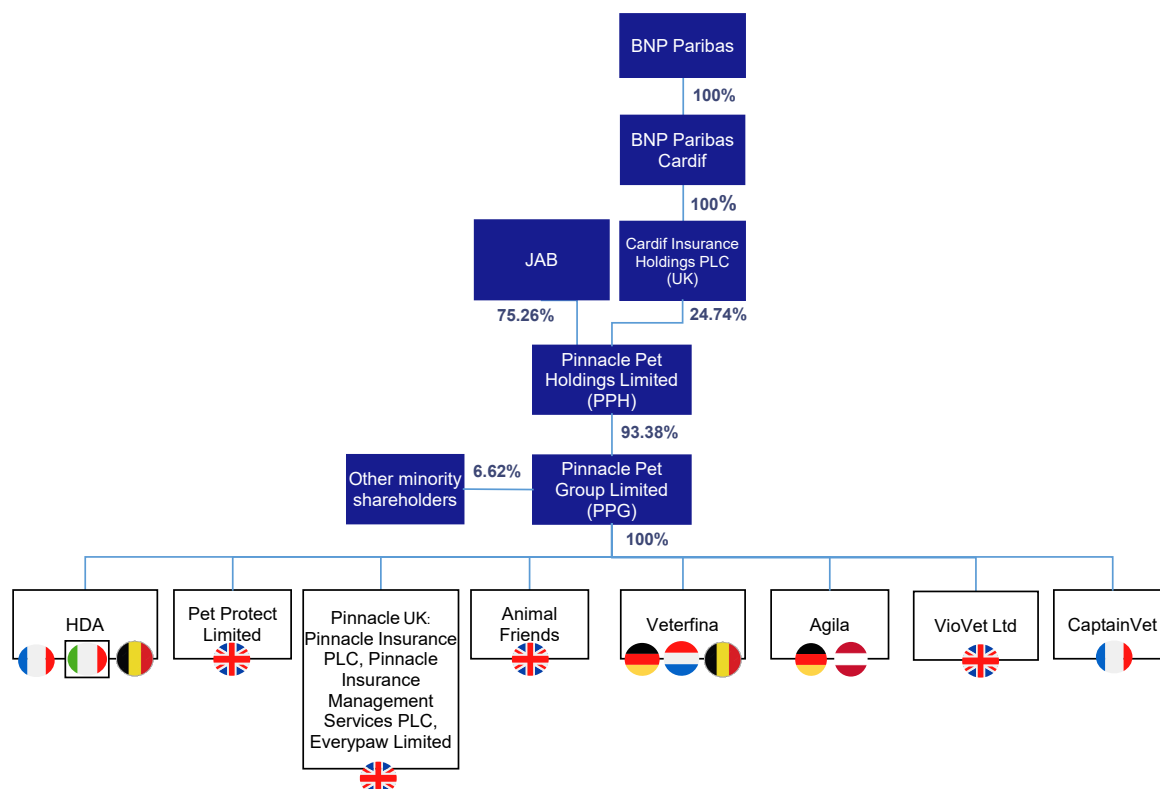 BNP Paribas
100%
BNP Paribas
Cardif
100%
JAB
Cardif Insurance
Holdings PLC
(UK)
75.26%
24.74%
Pinnacle Pet
Holdings Limited
(PPH)
93.38%
Other minority
shareholders
6.62%
Pinnacle Pet
Group Limited
(PPG)
100%
HDA
Pet Protect
Limited
Pinnacle UK:
Pinnacle Insurance
PLC, Pinnacle
Insurance
Management
Services PLC,
Everypaw Limited
Animal
Friends
Veterfina
Agila
VioVet Ltd
CaptainVet